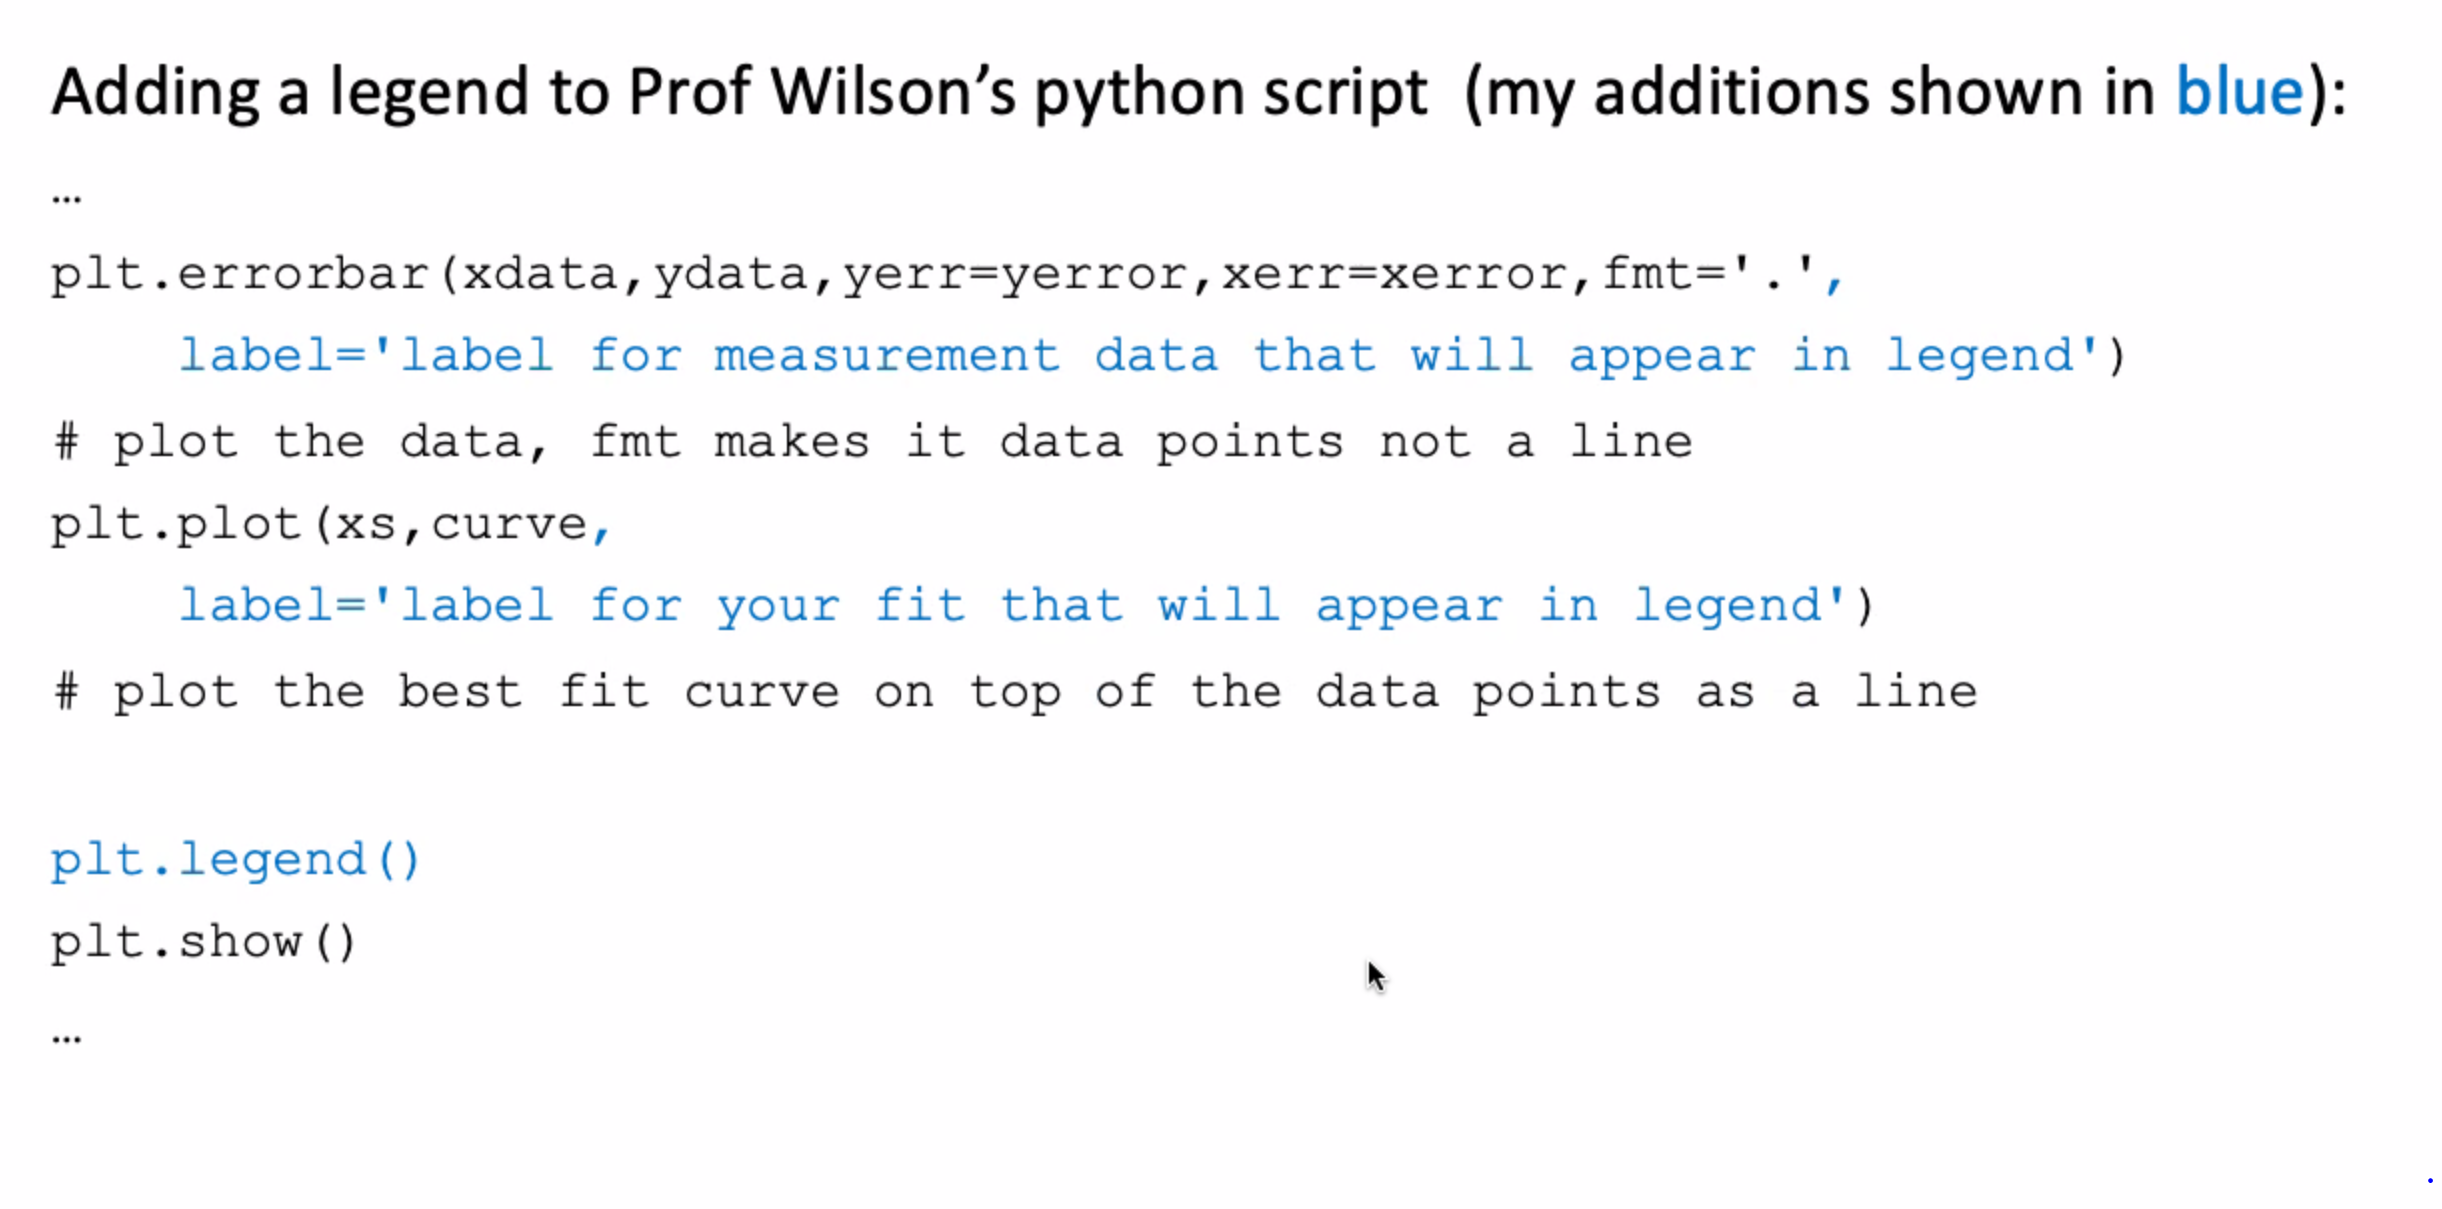 Adding a legend to Prof Wilson’s python script  (my additions shown in blue):
…
plt.errorbar(xdata,ydata,yerr=yerror,xerr=xerror,fmt='.',
    label='label for measurement data that will appear in legend')
# plot the data, fmt makes it data points not a line
plt.plot(xs,curve,
    label='label for your fit that will appear in legend')
# plot the best fit curve on top of the data points as a line
plt.legend()
plt.show()
…